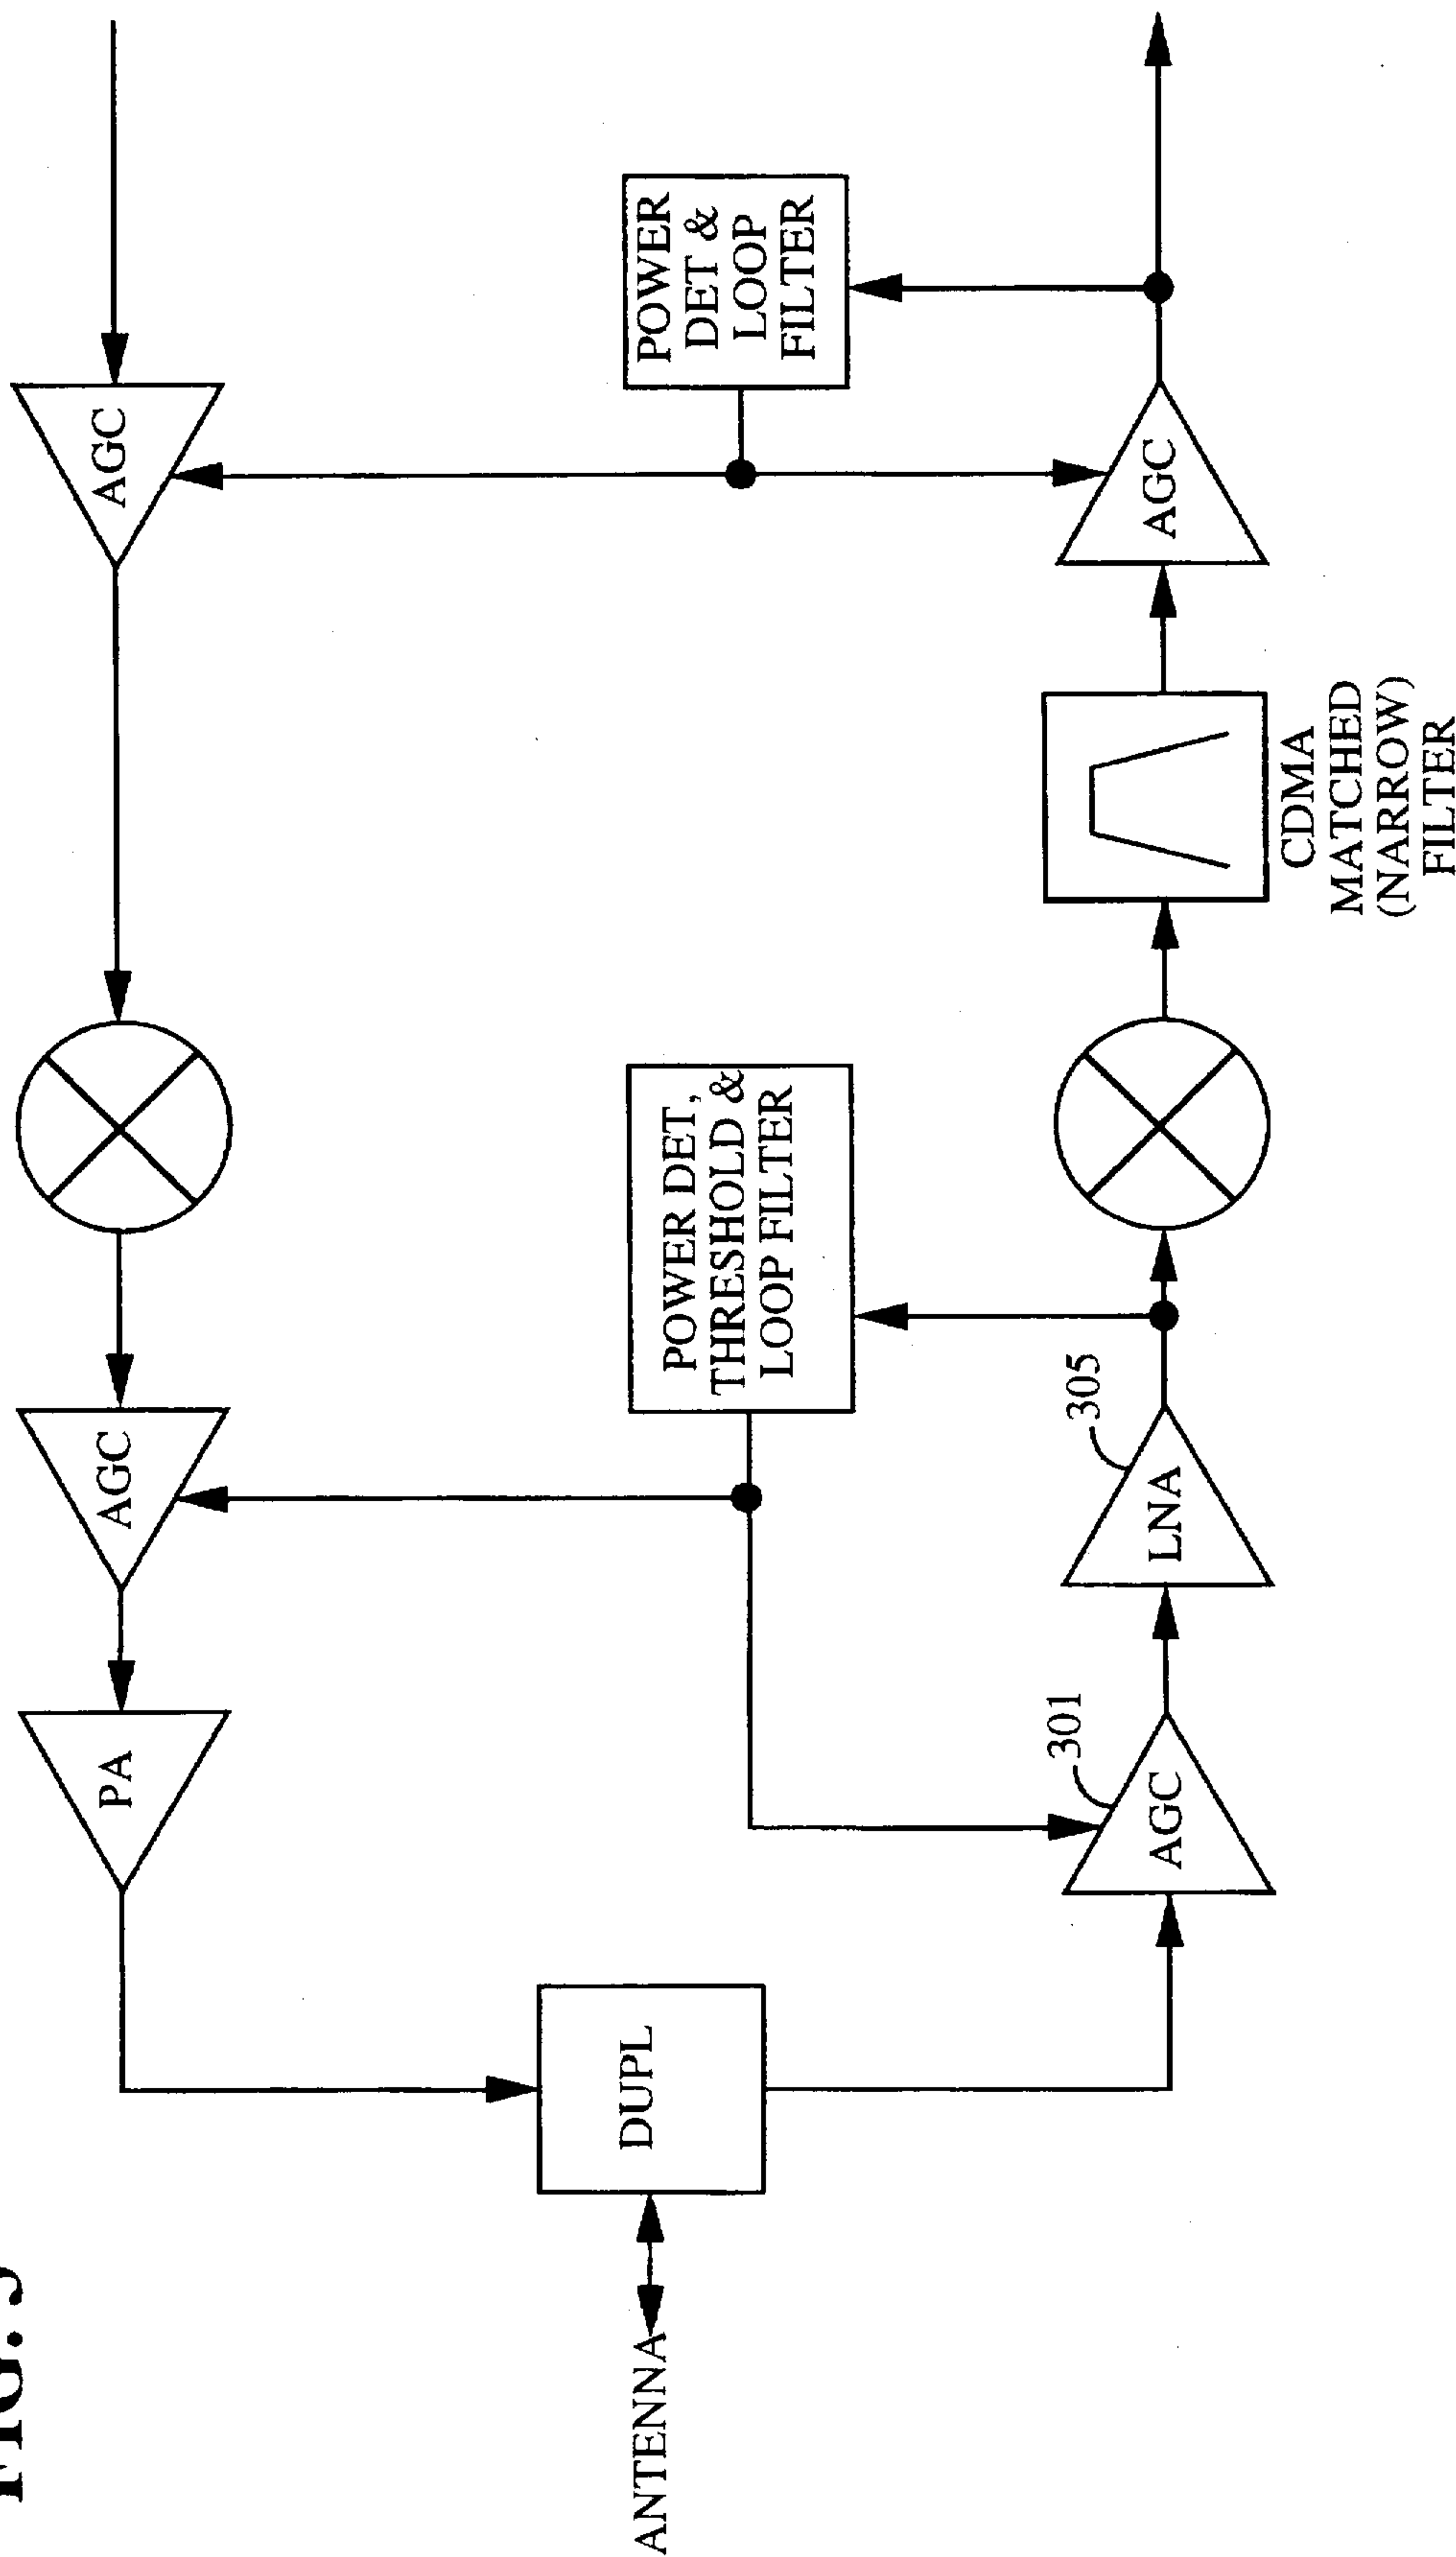 FIG.
PA
AGC
AGC
ANTENNA
DUPL
POWER DET,
THRESHOLD &
LOOP FILTER
POWER
DET &
LOOP
FILTER
301
AGC
305
LNA
AGC
CDMA
MATCHED
(NARROW)
FILTER